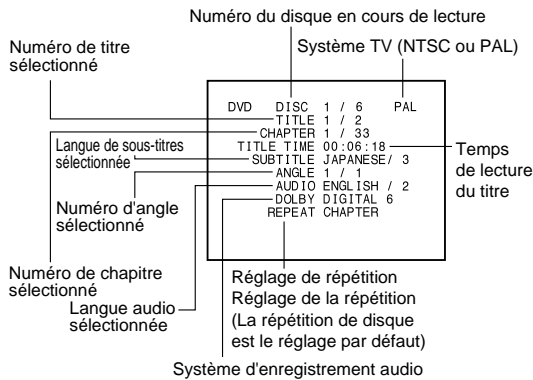 Numéro du disque en cours de lecture
Numéro de titre
sélectionné
Système TV (NTSC ou PAL)
DVD DISC 1 / 6 PAL
TITLE 1 / 2
CHAPTER 1 / 33
TITLE TIME 00:06:18
SUBTITLE JAPANESE/ 3
ANGLE 1 / 1
AUDIO ENGLISH / 2
DOLBY DIGITAL 6
REPEAT CHAPTER
Langue de sous-titres
sélectionnée
Temps
de lecture
du titre
Numéro d'angle
sélectionné
Numéro de chapitre
sélectionné
Langue audio
sélectionnée
Réglage de répétition
Réglage de la répétition
(La répétition de disque
est le réglage par défaut)
Système d'enregistrement audio